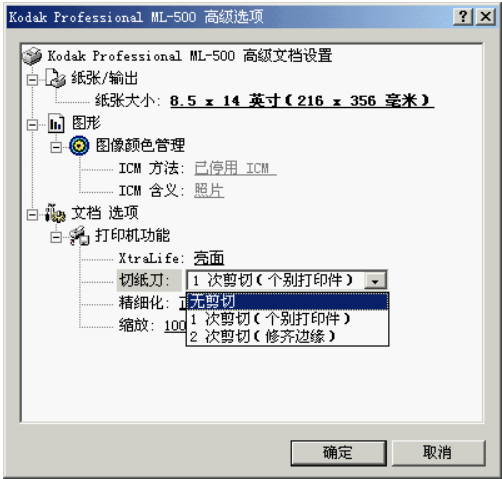 Kodak Professional ML-500 高级选项
Kodak Professional ML-500 高级文档设置
纸张/输出
纸张大小: 8.5 x 14 英寸(216 x 356 毫米)
图形
图像颜色管理
ICM 方法: 已停用 ICM
ICM 含义: 照片
文档 选项
打印机功能
XtraLife: 亮面
切纸刀: 1 次剪切(个别打印件)
精细化: 无剪切
1 次剪切(个别打印件)
缩放: 100 2 次剪切(修齐边缘)
确定 取消